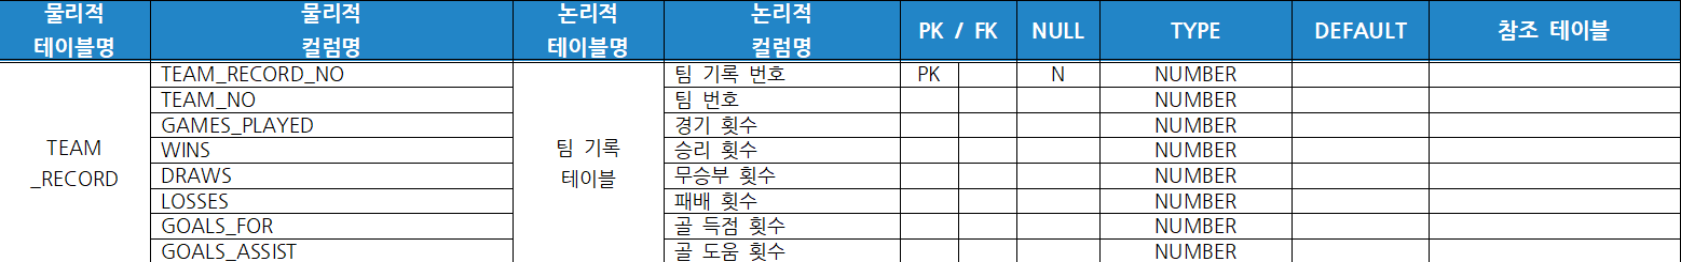 물리적 테이블명 물리적 컬럼명 논리적 테이블명 논리적 컬럼명 PK / FK NULL TYPE DEFAULT 참조 테이블
TEAM _RECORD TEAM_RECORD_NO 팀 기록 테이블 팀 기록 번호 PK N NUMBER
TEAM_NO 팀 번호 NUMBER
GAMES_PLAYED 경기 횟수 NUMBER
WINS 승리 횟수 NUMBER
DRAWS 무승부 횟수 NUMBER
LOSSES 패배 횟수 NUMBER
GOALS_FOR 골 득점 횟수 NUMBER
GOALS_ASSIST 골 도움 횟수 NUMBER